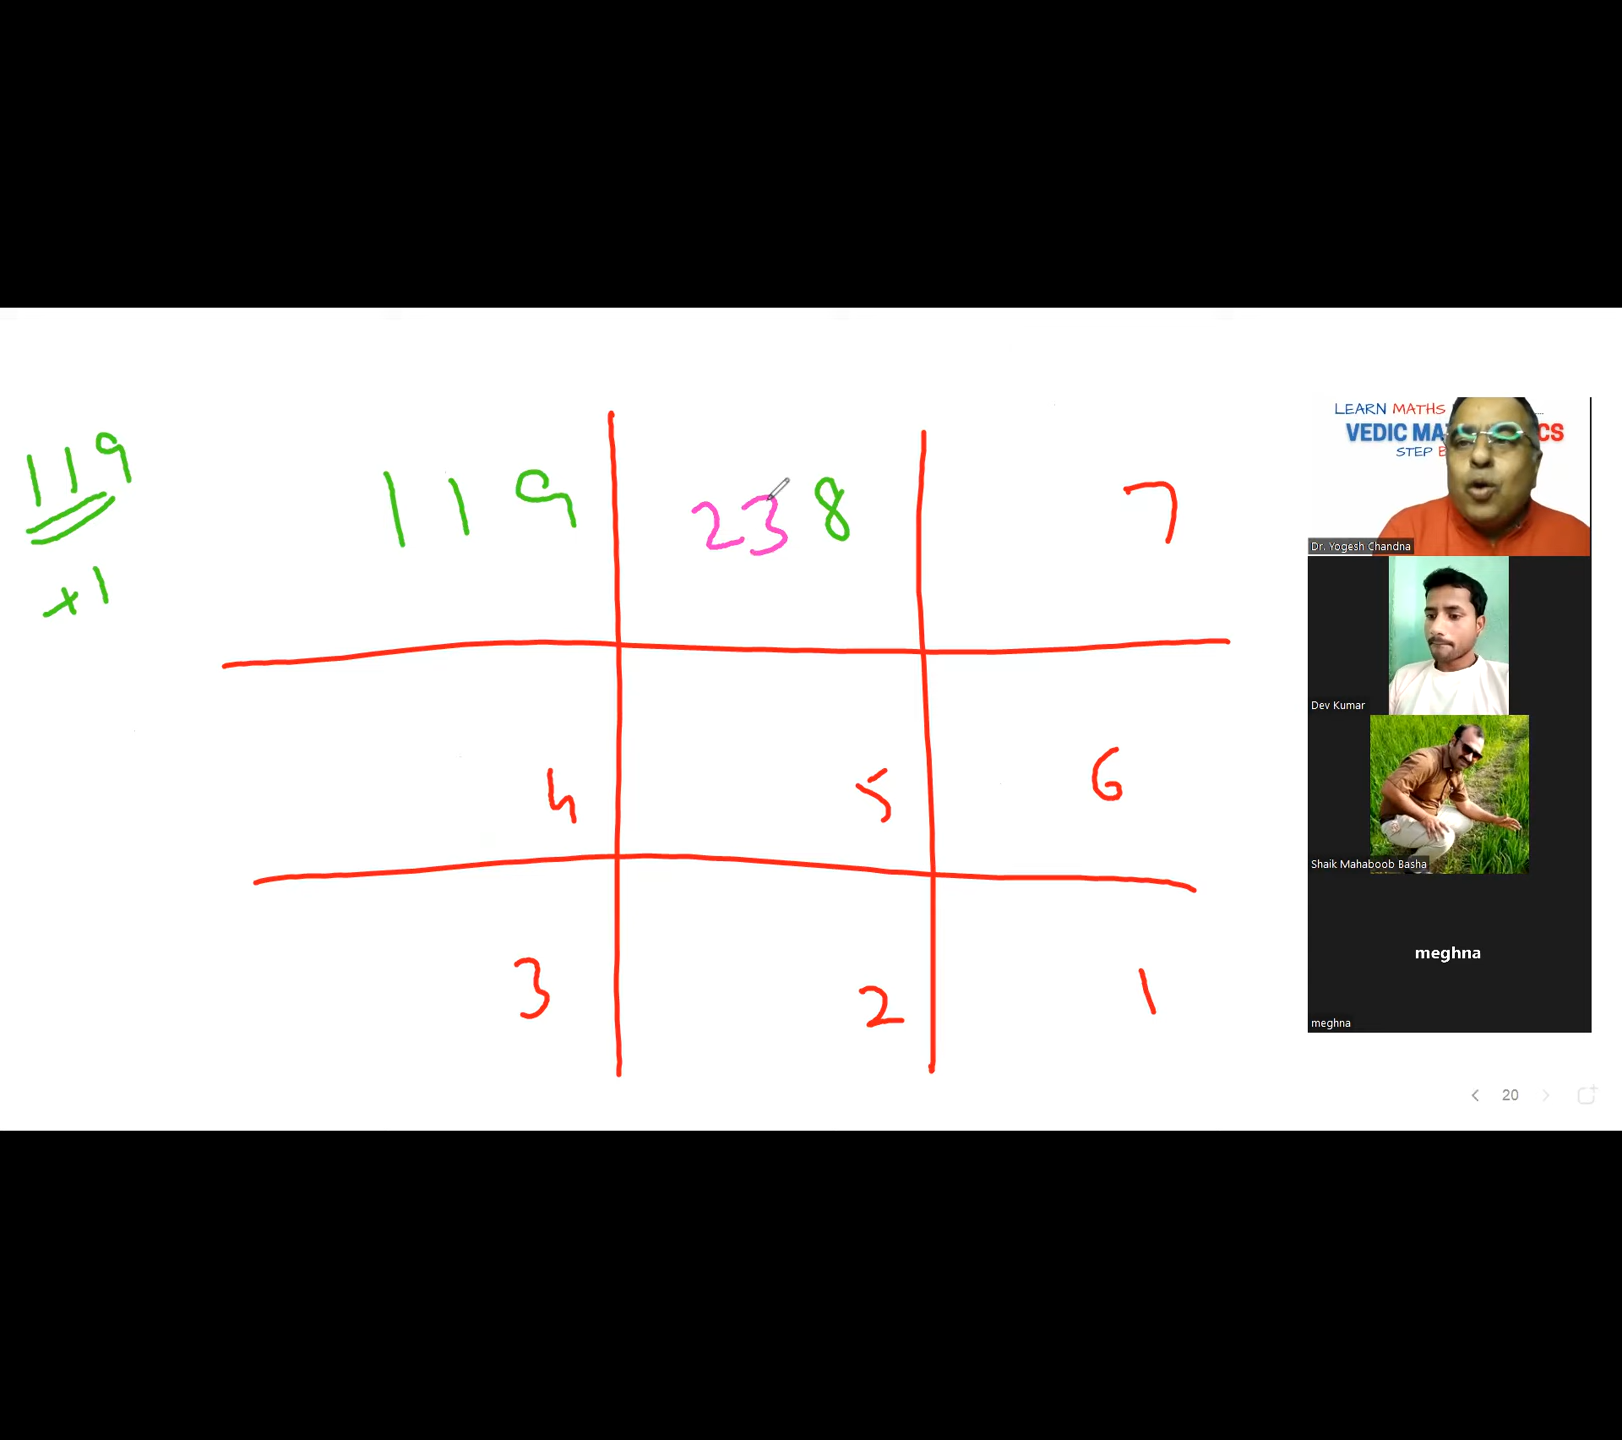 119
+1
119 238 7
4 5 6
3 2 1
LEARN MATHS
VEDIC MA CS
STEP B
Dr. Yogesh Chandna
Dev Kumar
Shaik Mahaboob Basha
meghna
meghna
20